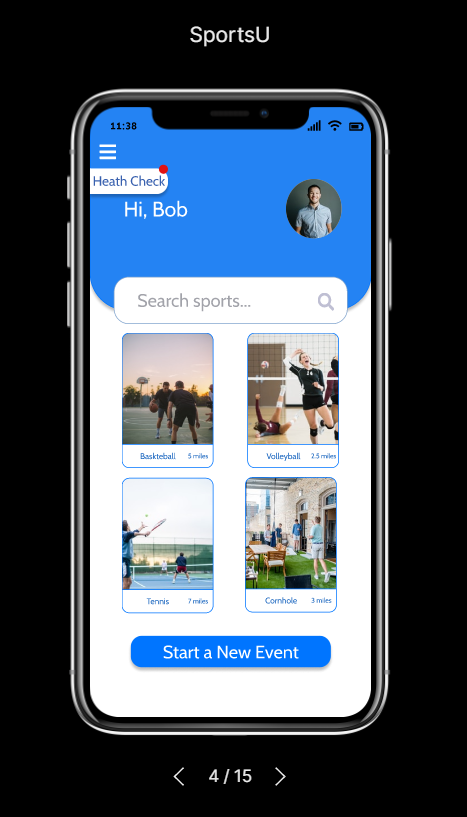 SportsU
11:38
Heath Check
Hi, Bob
Search sports...
Baskteball 5 miles
Volleyball 2.5 miles
Tennis 7 miles
Cornhole 3 miles
Start a New Event
4 / 15